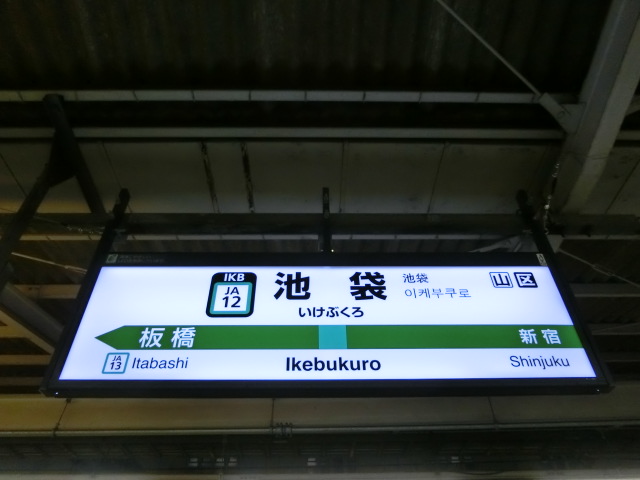 IKB
JA
12
池袋
いけぶくろ
池袋
이케부쿠로
山 区
板橋
新宿
JA
13
Itabashi
Ikebukuro
Shinjuku